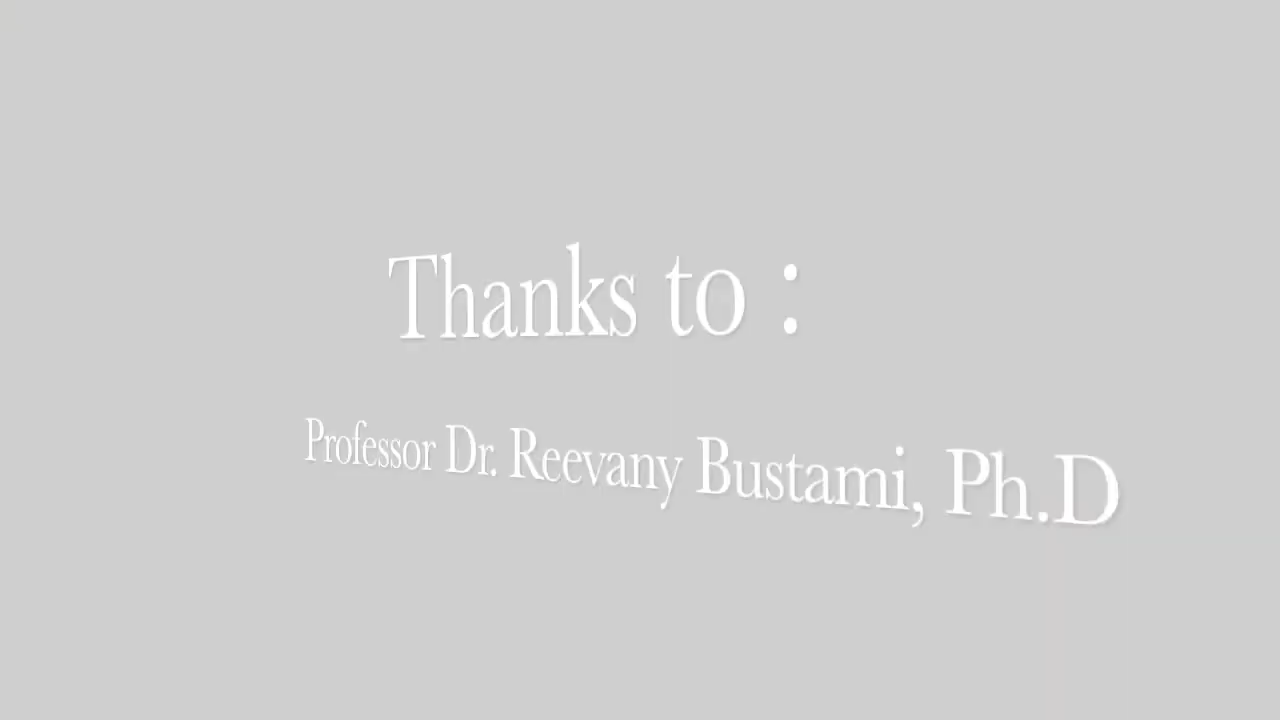 Thanks to :
Professor Dr. Reevany Bustami, Ph.D